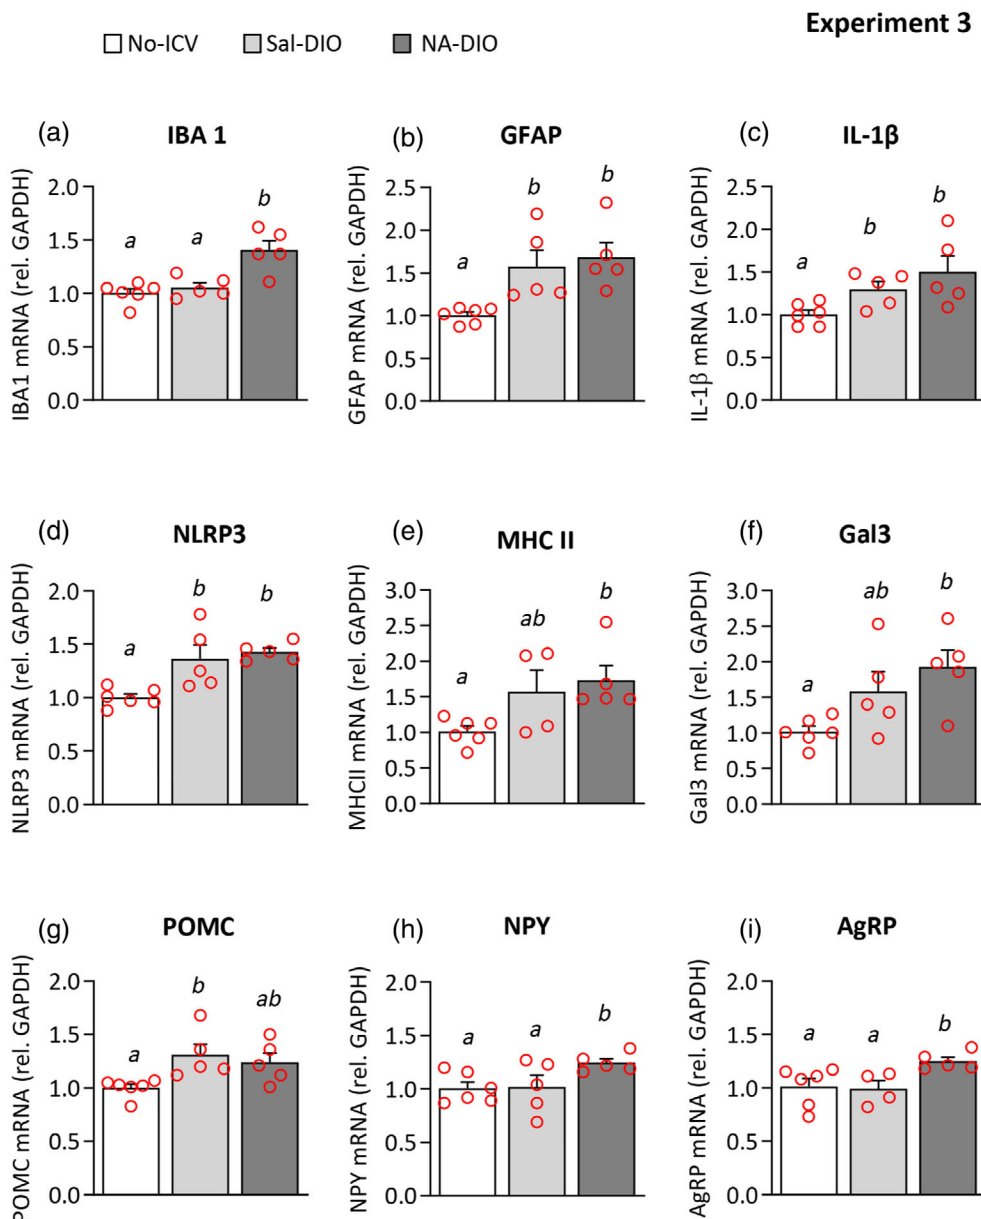 Experiment 3
No-ICV Sal-DIO NA-DIO
(a) IBA 1
IBA1 mRNA (rel. GAPDH)
2.0
1.5
1.0
0.5
0.0
a a b
(b) GFAP
GFAP mRNA (rel. GAPDH)
2.5
2.0
1.5
1.0
0.5
0.0
a b b
(c) IL-1β
IL-1β mRNA (rel. GAPDH)
2.5
2.0
1.5
1.0
0.5
0.0
a b b
(d) NLRP3
NLRP3 mRNA (rel. GAPDH)
2.0
1.5
1.0
0.5
0.0
a b b
(e) MHC II
MHCII mRNA (rel. GAPDH)
3.0
2.5
2.0
1.5
1.0
0.5
0.0
a ab b
(f) Gal3
Gal3 mRNA (rel. GAPDH)
3.0
2.5
2.0
1.5
1.0
0.5
0.0
a ab b
(g) POMC
POMC mRNA (rel. GAPDH)
2.0
1.5
1.0
0.5
0.0
a b ab
(h) NPY
NPY mRNA (rel. GAPDH)
2.0
1.5
1.0
0.5
0.0
a a b
(i) AgRP
AgRP mRNA (rel. GAPDH)
2.0
1.5
1.0
0.5
0.0
a a b